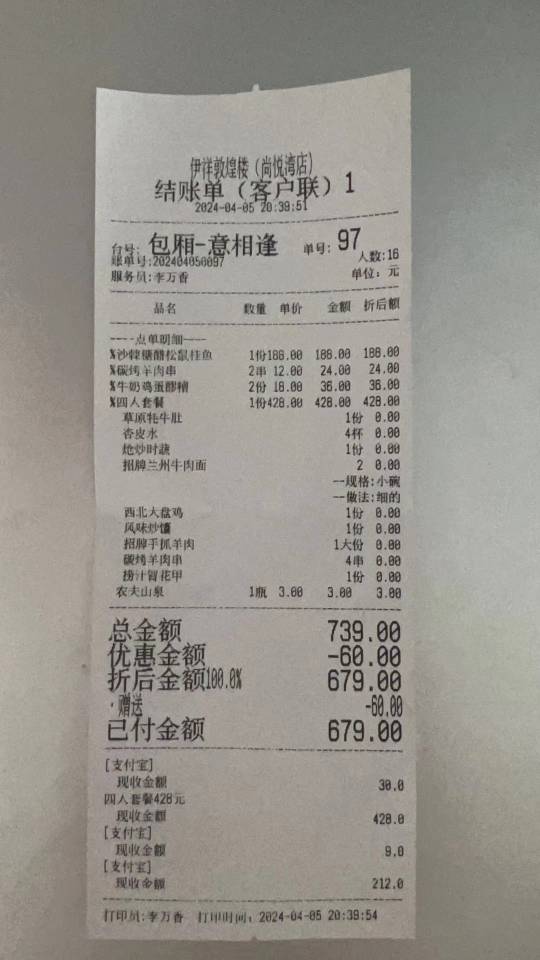 伊祥敦煌楼（尚悦湾店）
结账单（客户联）1
2024-04-05 20:39:51
台号: 包厢-意相逢 单号: 97
账单号:202404050097 人数:16
服务员:李万香 单位: 元
品名 数量 单价 金额 折后额
----点单明细----
%沙棘糖醋松鼠桂鱼 1份188.00 188.00 188.00
%碳烤羊肉串 2串 12.00 24.00 24.00
%牛奶鸡蛋醪糟 2份 18.00 36.00 36.00
%四人套餐 1份428.00 428.00 428.00
草原牦牛肚 1份 0.00
杏皮水 4杯 0.00
炝炒时蔬 1份 0.00
招牌兰州牛肉面 2 0.00
--规格:小碗
--做法:细的
西北大盘鸡 1份 0.00
风味炒馕 1份 0.00
招牌手抓羊肉 1大份 0.00
碳烤羊肉串 4串 0.00
捞汁冒花甲 1份 0.00
农夫山泉 1瓶 3.00 3.00 3.00
总金额 739.00
优惠金额 -60.00
折后金额100.0% 679.00
·赠送 -60.00
已付金额 679.00
[支付宝]
现收金额 30.0
四人套餐428元
现收金额 428.0
[支付宝]
现收金额 9.0
[支付宝]
现收金额 212.0
打印员:李万香 打印时间: 2024-04-05 20:39:54